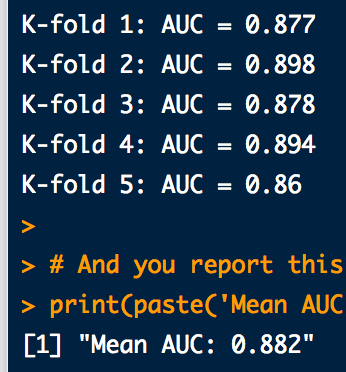 K-fold 1: AUC = 0.877
K-fold 2: AUC = 0.898
K-fold 3: AUC = 0.878
K-fold 4: AUC = 0.894
K-fold 5: AUC = 0.86
>
> # And you report this
> print(paste('Mean AUC
[1] "Mean AUC: 0.882"